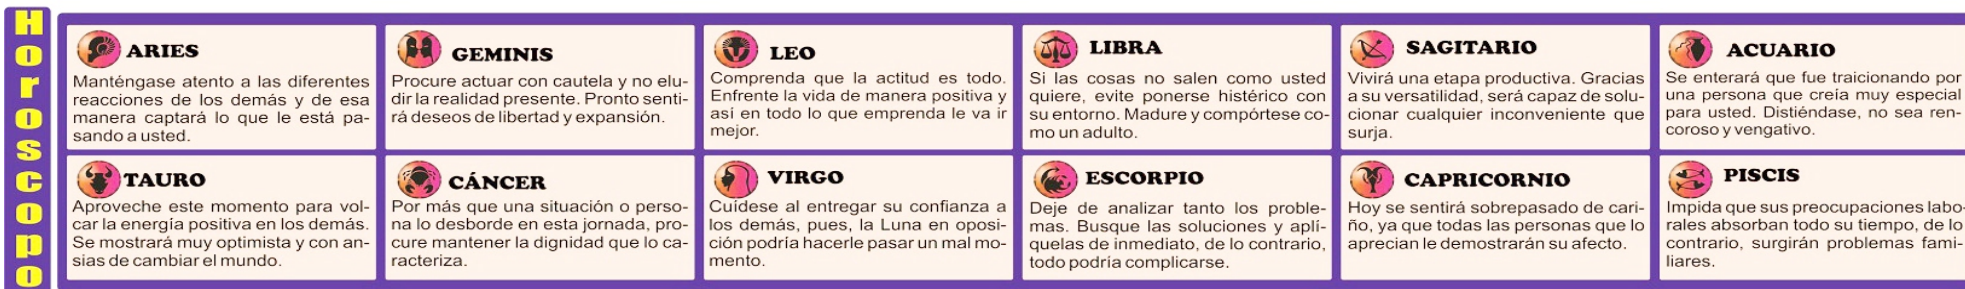 Horoscopo
ARIES
Manténgase atento a las diferentes
reacciones de los demás y de esa
manera captará lo que le está pa-
sando a usted.
TAURO
Aproveche este momento para vol-
car la energía positiva en los demás.
Se mostrará muy optimista y con an-
sias de cambiar el mundo.
GEMINIS
Procure actuar con cautela y no elu-
dir la realidad presente. Pronto senti-
rá deseos de libertad y expansión.
CÁNCER
Por más que una situación o perso-
na lo desborde en esta jornada, pro-
cure mantener la dignidad que lo ca-
racteriza.
LEO
Comprenda que la actitud es todo.
Enfrente la vida de manera positiva y
así en todo lo que emprenda le va ir
mejor.
VIRGO
Cuídese al entregar su confianza a
los demás, pues, la Luna en oposi-
ción podría hacerle pasar un mal mo-
mento.
LIBRA
Si las cosas no salen como usted
quiere, evite ponerse histérico con
su entorno. Madure y compórtese co-
mo un adulto.
ESCORPIO
Deje de analizar tanto los proble-
mas. Busque las soluciones y aplí-
quelas de inmediato, de lo contrario,
todo podría complicarse.
SAGITARIO
Vivirá una etapa productiva. Gracias
a su versatilidad, será capaz de solu-
cionar cualquier inconveniente que
surja.
CAPRICORNIO
Hoy se sentirá sobrepasado de cari-
ño, ya que todas las personas que lo
aprecian le demostrarán su afecto.
ACUARIO
Se enterará que fue traicionando por
una persona que creía muy especial
para usted. Distiéndase, no sea ren-
coroso y vengativo.
PISCIS
Impida que sus preocupaciones labo-
rales absorban todo su tiempo, de lo
contrario, surgirán problemas fami-
liares.